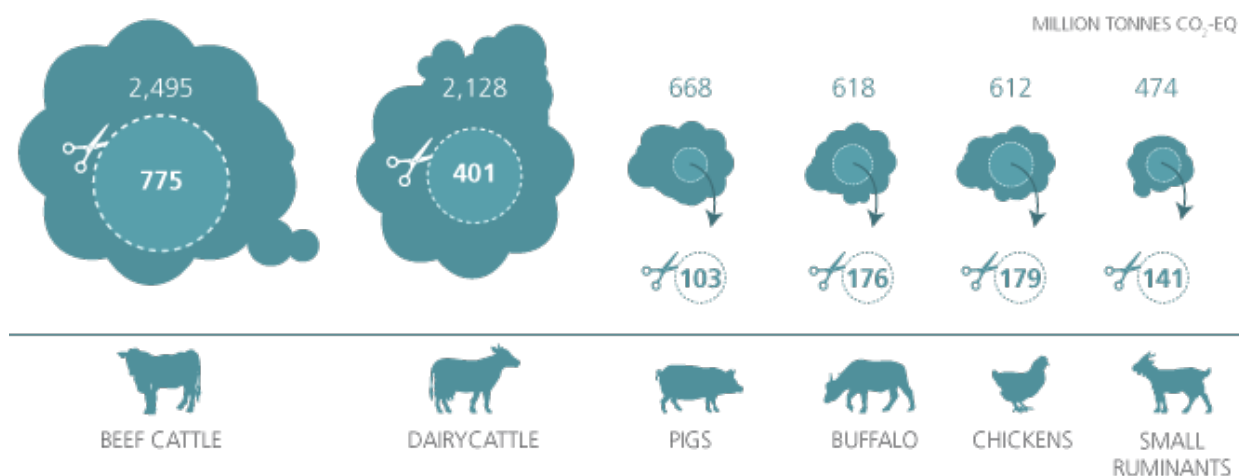 MILLION TONNES CO₂-EQ
2,495
2,128
668
618
612
474
775
401
103
176
179
141
BEEF CATTLE
DAIRYCATTLE
PIGS
BUFFALO
CHICKENS
SMALL
RUMINANTS